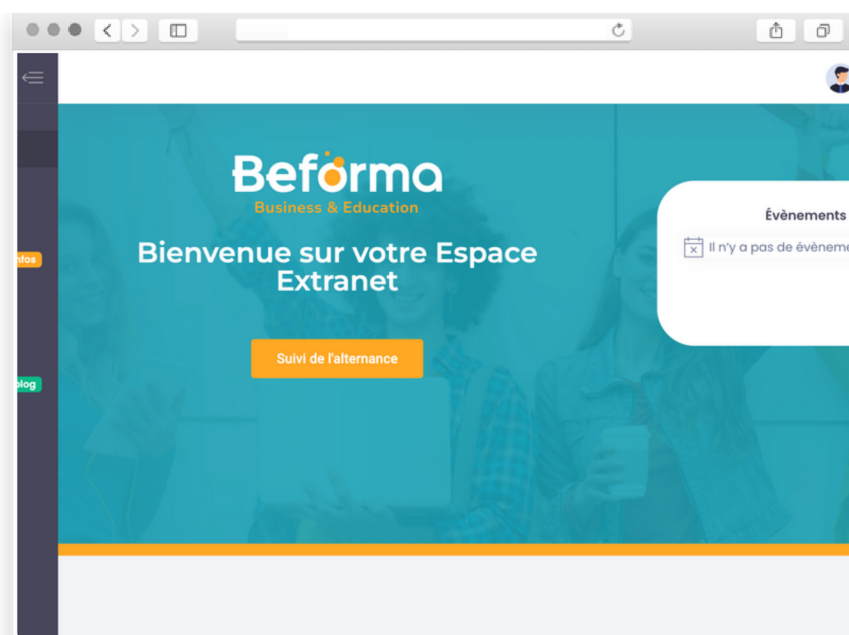 Beforma
Business & Education
Bienvenue sur votre Espace
Extranet
Suivi de l'alternance
Évènements
Il n'y a pas de évèneme
nfos
blog